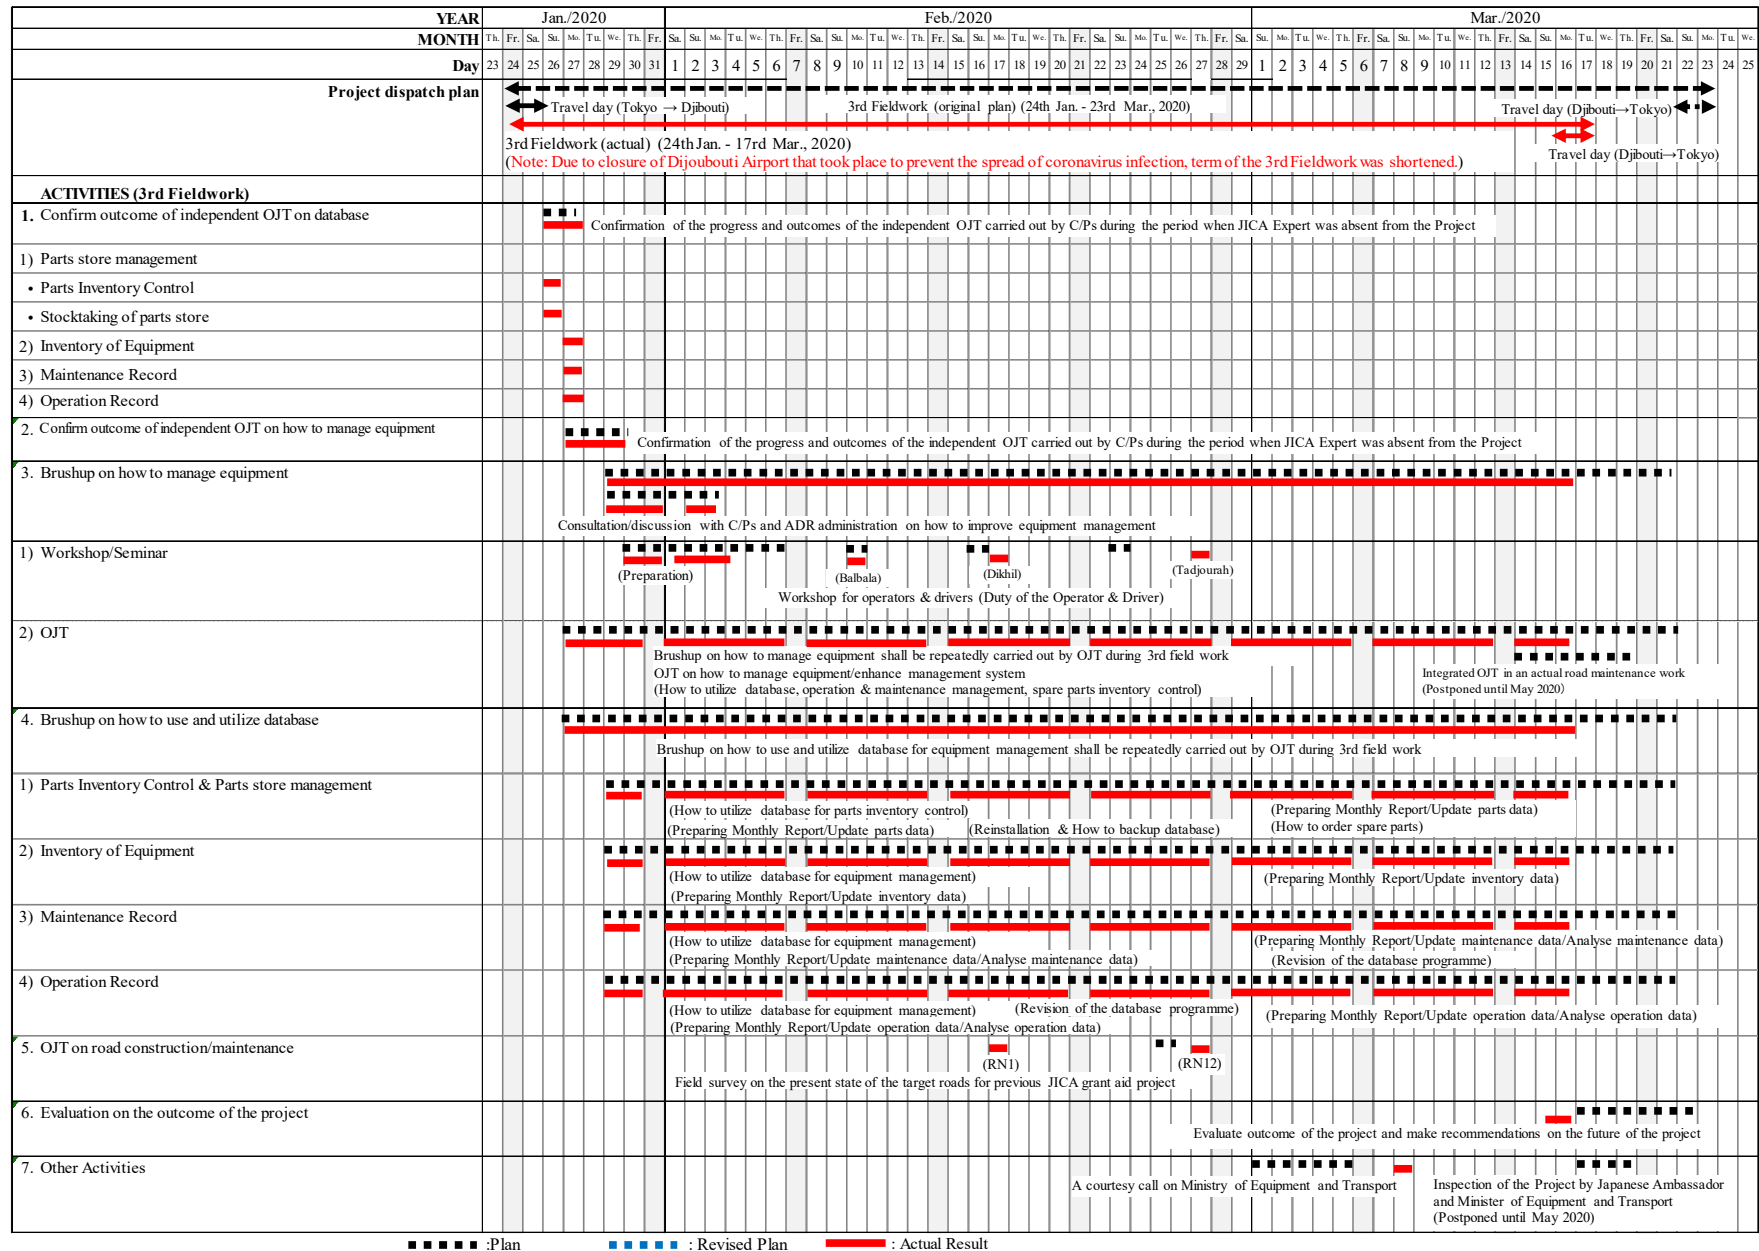 YEAR Jan./2020 Feb./2020 Mar./2020
MONTH Th. Fr. Sa. Su. Mo. Tu. We. Th. Fr. Sa. Su. Mo. Tu. We. Th. Fr. Sa. Su. Mo. Tu. We. Th. Fr. Sa. Su. Mo. Tu. We. Th. Fr. Sa. Su. Mo. Tu. We. Th. Fr. Sa. Su. Mo. Tu. We. Th. Fr. Sa. Su. Mo. Tu. We. Th. Fr. Sa. Su. Mo. Tu. We. Th. Fr. Sa. Su. Mo. Tu. We.
Day 23 24 25 26 27 28 29 30 31 1 2 3 4 5 6 7 8 9 10 11 12 13 14 15 16 17 18 19 20 21 22 23 24 25 26 27 28 29 1 2 3 4 5 6 7 8 9 10 11 12 13 14 15 16 17 18 19 20 21 22 23 24 25
Project dispatch plan
Travel day (Tokyo → Djibouti) 3rd Fieldwork (original plan) (24th Jan. - 23rd Mar., 2020) Travel day (Djibouti→Tokyo)
3rd Fieldwork (actual) (24th Jan. - 17rd Mar., 2020)
Travel day (Djibouti→Tokyo)
(Note: Due to closure of Dijoubouti Airport that took place to prevent the spread of coronavirus infection, term of the 3rd Fieldwork was shortened.)
ACTIVITIES (3rd Fieldwork)
1. Confirm outcome of independent OJT on database
Confirmation of the progress and outcomes of the independent OJT carried out by C/Ps during the period when JICA Expert was absent from the Project
1) Parts store management
• Parts Inventory Control
• Stocktaking of parts store
2) Inventory of Equipment
3) Maintenance Record
4) Operation Record
2. Confirm outcome of independent OJT on how to manage equipment
Confirmation of the progress and outcomes of the independent OJT carried out by C/Ps during the period when JICA Expert was absent from the Project
3. Brushup on how to manage equipment
Consultation/discussion with C/Ps and ADR administration on how to improve equipment management
1) Workshop/Seminar
(Preparation) (Balbala) (Dikhil) (Tadjourah)
Workshop for operators & drivers (Duty of the Operator & Driver)
2) OJT
Brushup on how to manage equipment shall be repeatedly carried out by OJT during 3rd field work
OJT on how to manage equipment/enhance management system
(How to utilize database, operation & maintenance management, spare parts inventory control)
Integrated OJT in an actual road maintenance work
(Postponed until May 2020)
4. Brushup on how to use and utilize database
Brushup on how to use and utilize database for equipment management shall be repeatedly carried out by OJT during 3rd field work
1) Parts Inventory Control & Parts store management
(How to utilize database for parts inventory control) (Preparing Monthly Report/Update parts data)
(Preparing Monthly Report/Update parts data) (Reinstallation & How to backup database) (How to order spare parts)
2) Inventory of Equipment
(How to utilize database for equipment management) (Preparing Monthly Report/Update inventory data)
(Preparing Monthly Report/Update inventory data)
3) Maintenance Record
(How to utilize database for equipment management) (Preparing Monthly Report/Update maintenance data/Analyse maintenance data)
(Preparing Monthly Report/Update maintenance data/Analyse maintenance data) (Revision of the database programme)
4) Operation Record
(How to utilize database for equipment management) (Revision of the database programme) (Preparing Monthly Report/Update operation data/Analyse operation data)
(Preparing Monthly Report/Update operation data/Analyse operation data)
5. OJT on road construction/maintenance
(RN1) (RN12)
Field survey on the present state of the target roads for previous JICA grant aid project
6. Evaluation on the outcome of the project
Evaluate outcome of the project and make recommendations on the future of the project
7. Other Activities
A courtesy call on Ministry of Equipment and Transport
Inspection of the Project by Japanese Ambassador
and Minister of Equipment and Transport
(Postponed until May 2020)
:Plan : Revised Plan : Actual Result